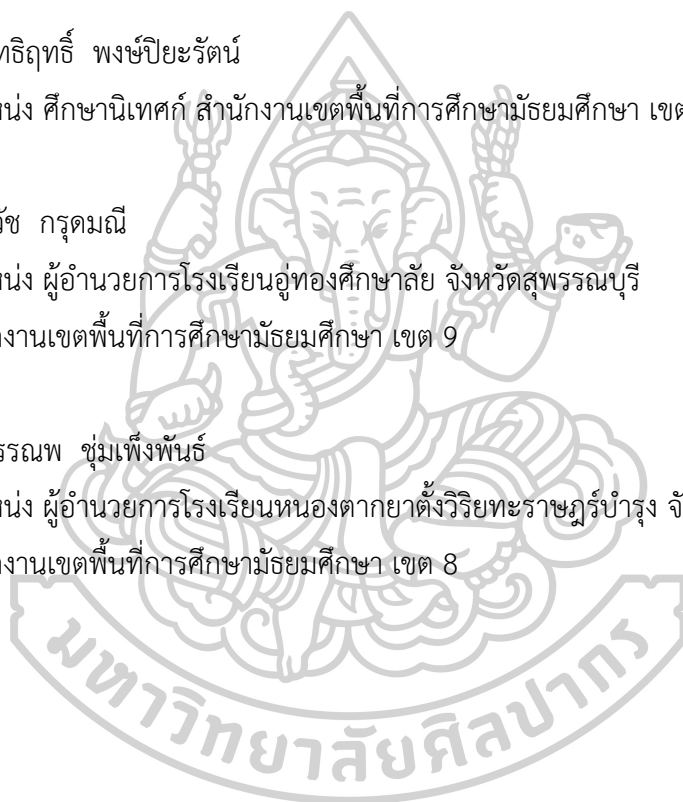 ทธิฤทธิ์ พงษ์ปิยะรัตน์
หน่ง ศึกษานิเทศก์ สำนักงานเขตพื้นที่การศึกษามัธยมศึกษา เขต
วัช กรุดมณี
หน่ง ผู้อำนวยการโรงเรียนอู่ทองศึกษาลัย จังหวัดสุพรรณบุรี
งานเขตพื้นที่การศึกษามัธยมศึกษา เขต 9
รรณพ ชุ่มเพ็งพันธ์
หน่ง ผู้อำนวยการโรงเรียนหนองตากยาตั้งวิริยะราษฎร์บำรุง จั
งานเขตพื้นที่การศึกษามัธยมศึกษา เขต 8
มหาวิทยาลัยศิลปากร